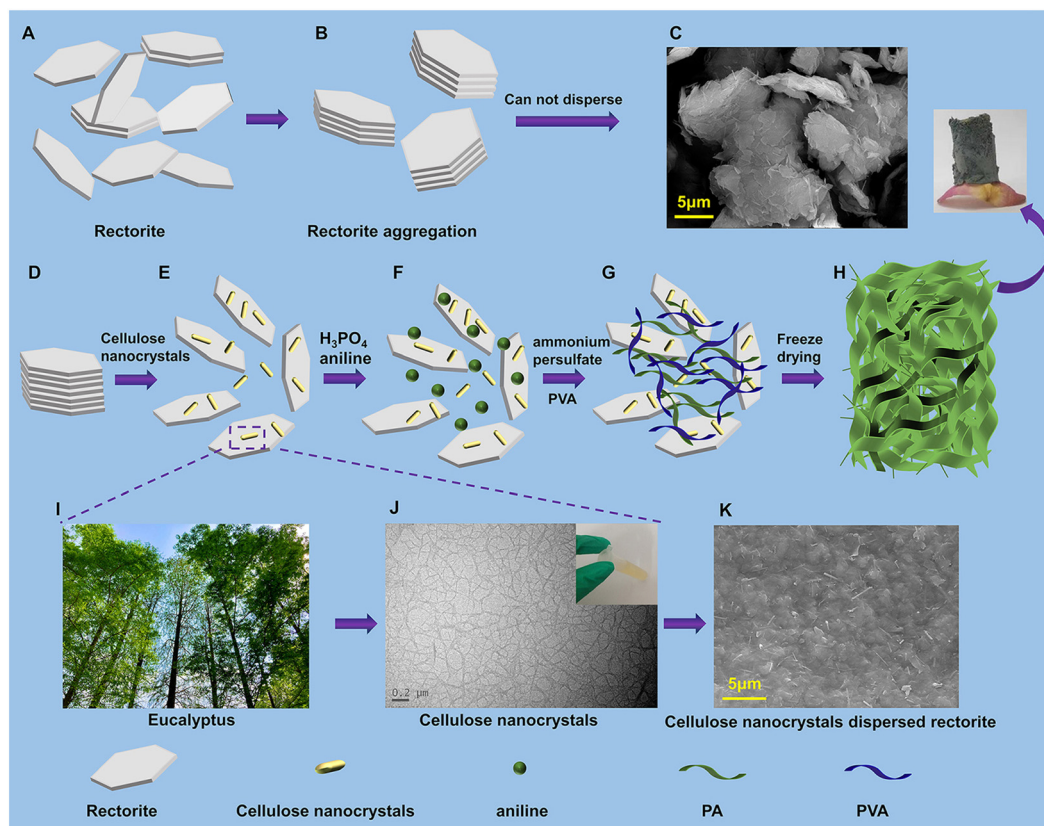 A
B
C
Can not disperse
5μm
Rectorite
Rectorite aggregation
D
E
F
G
H
Cellulose
nanocrystals
H3PO4
aniline
ammonium
persulfate
PVA
Freeze
drying
I
J
K
0.2 μm
5μm
Eucalyptus
Cellulose nanocrystals
Cellulose nanocrystals dispersed rectorite
Rectorite
Cellulose nanocrystals
aniline
PA
PVA